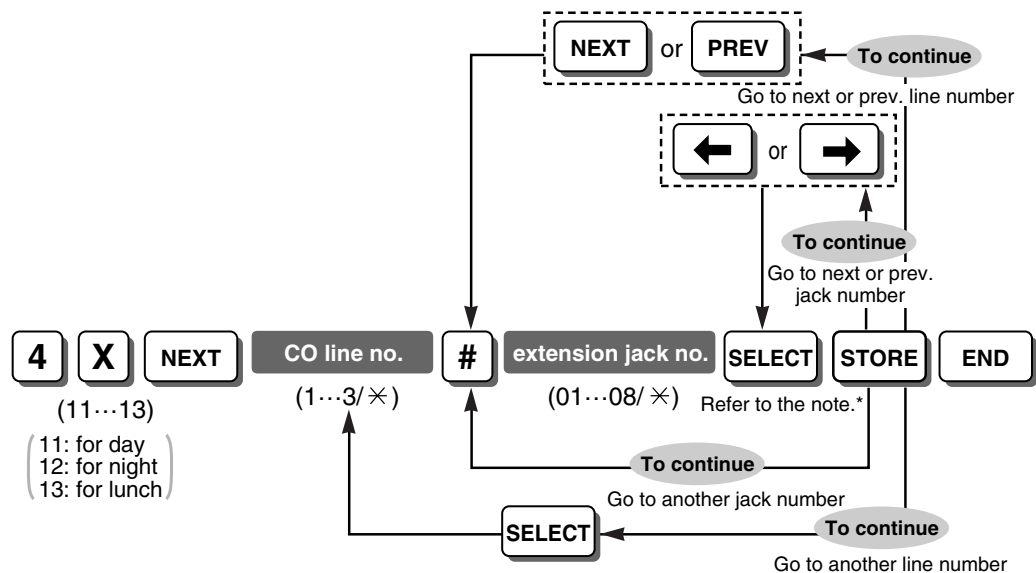 NEXT or PREV
To continue
Go to next or prev. line number
← or →
To continue
Go to next or prev.
jack number
4 X NEXT CO line no. # extension jack no. SELECT STORE END
(11···13)
(1···3/✳)
(01···08/✳)
Refer to the note.*
11: for day
12: for night
13: for lunch
To continue
Go to another jack number
SELECT
To continue
Go to another line number